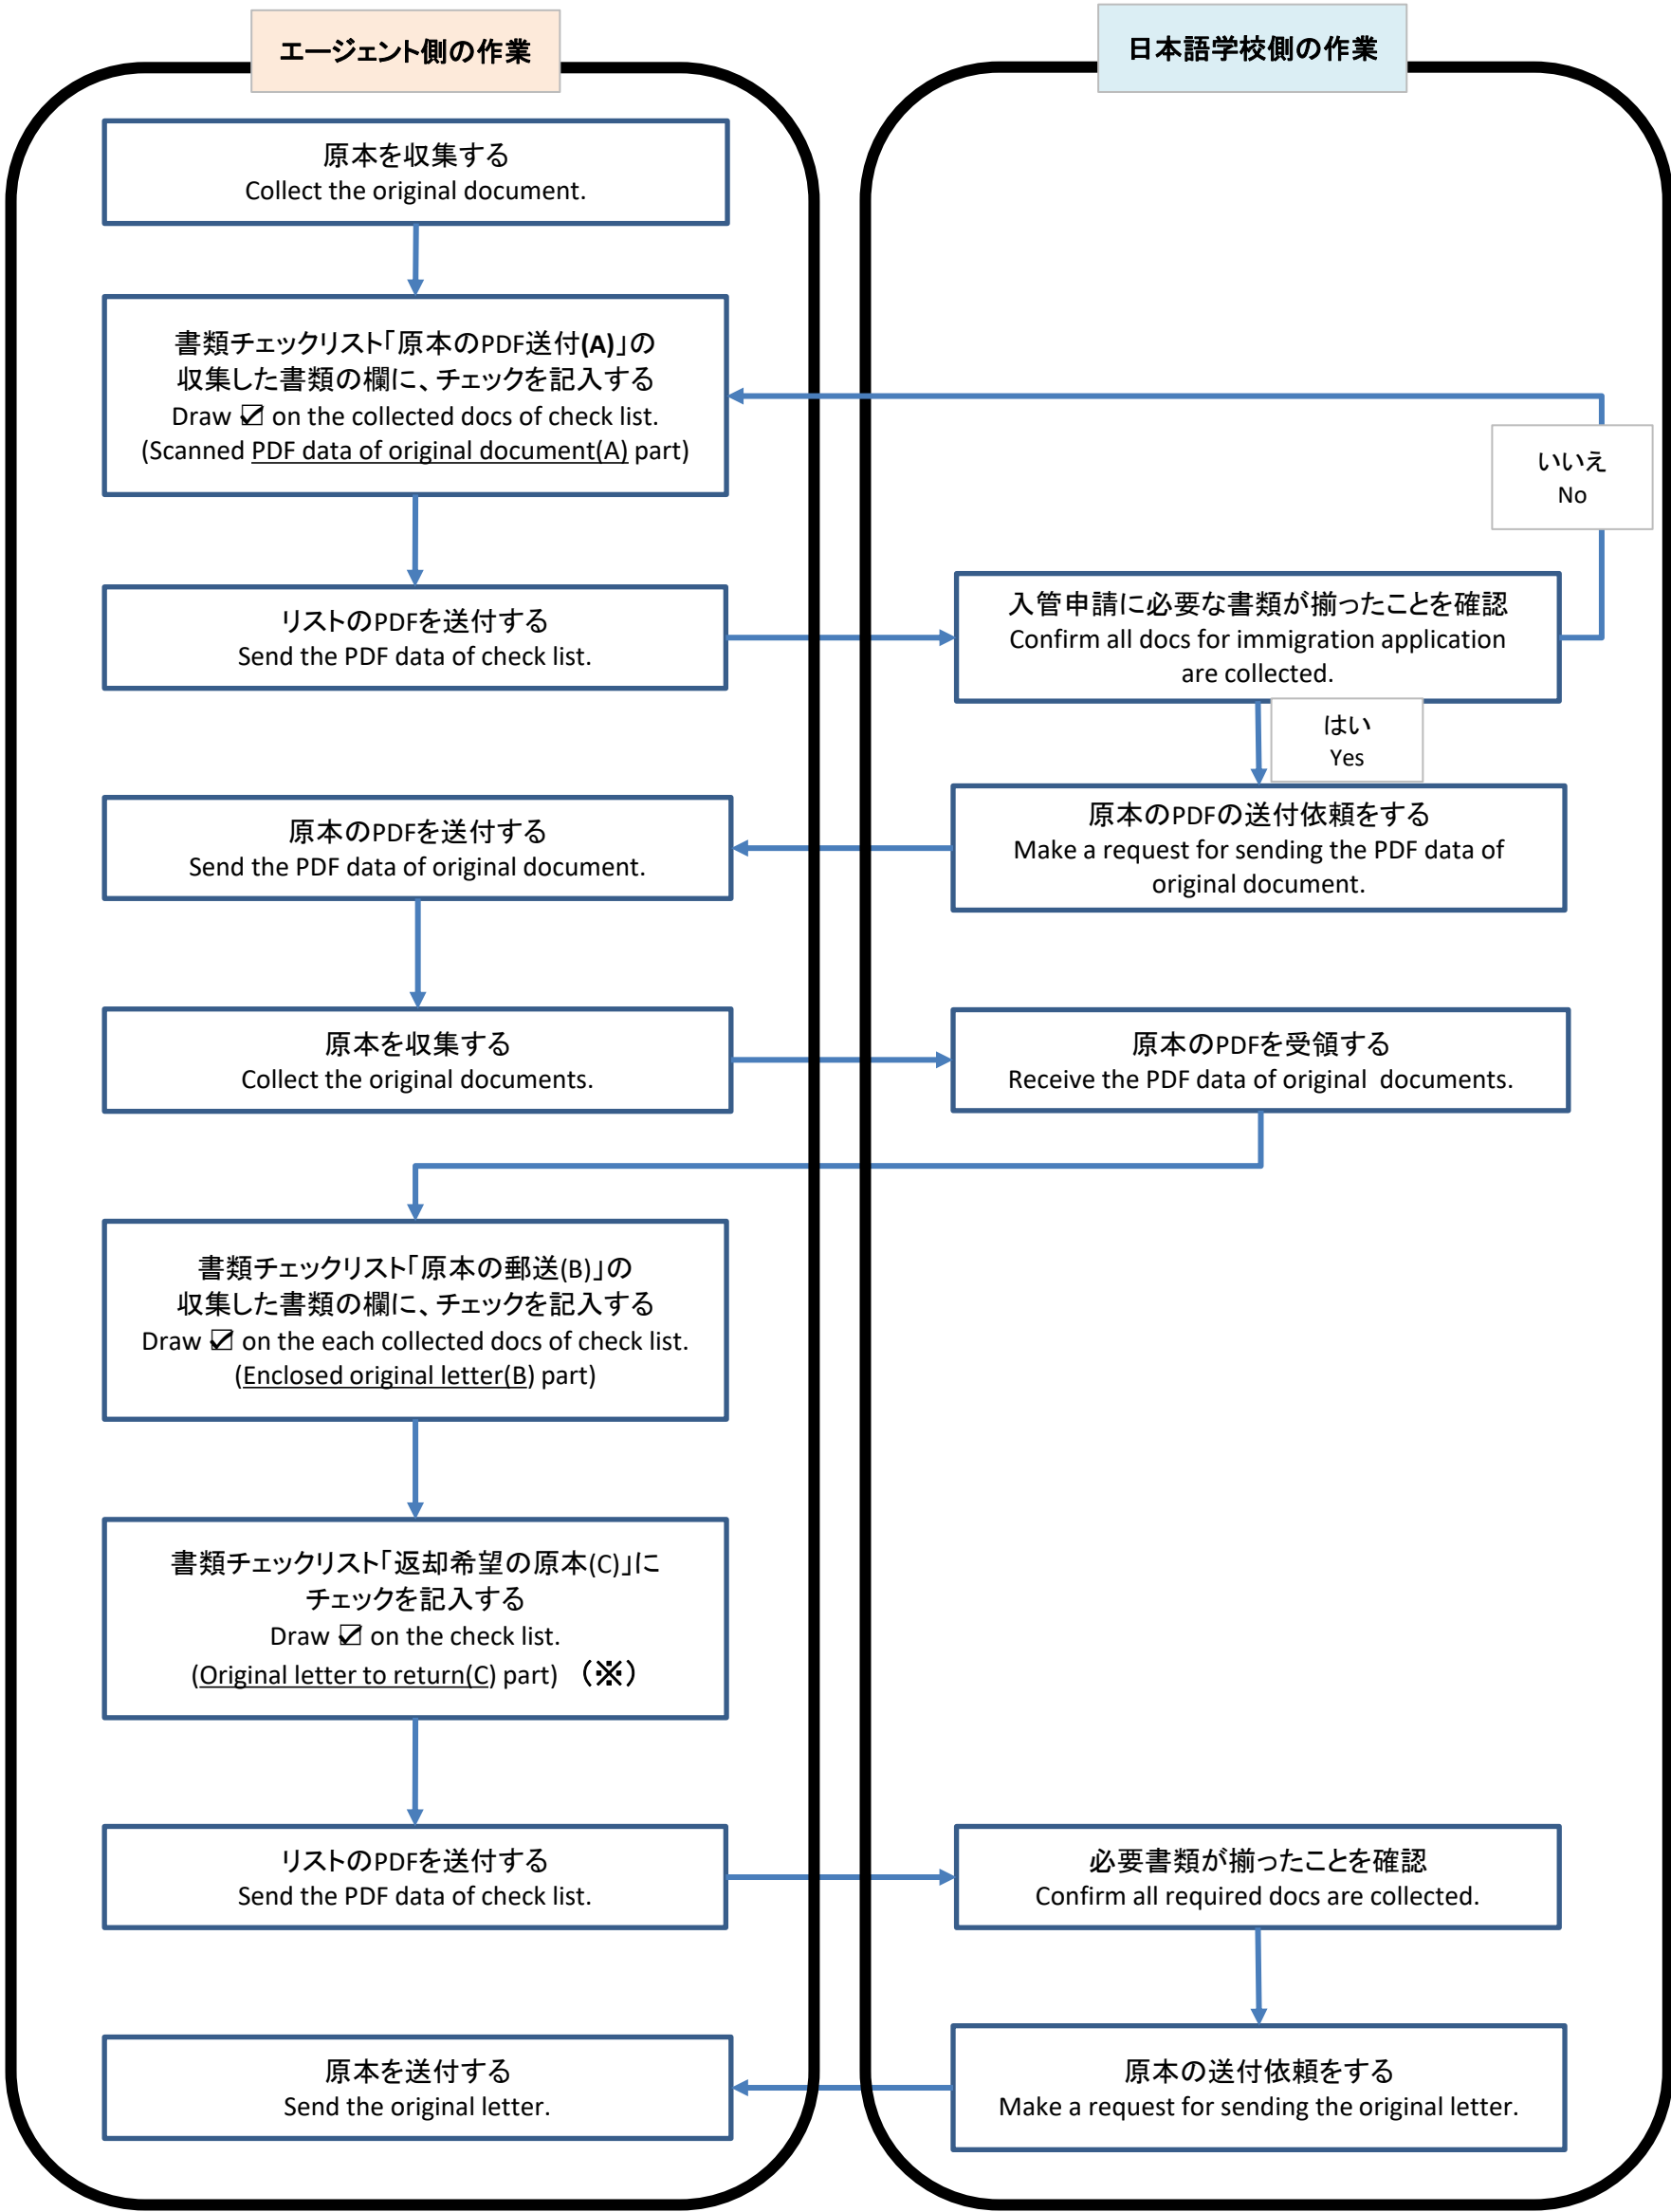 エージェント側の作業
日本語学校側の作業
原本を収集する
Collect the original document.
書類チェックリスト「原本のPDF送付(A)」の
収集した書類の欄に、チェックを記入する
Draw ☑ on the collected docs of check list.
(Scanned PDF data of original document(A) part)
いいえ
No
リストのPDFを送付する
Send the PDF data of check list.
入管申請に必要な書類が揃ったことを確認
Confirm all docs for immigration application
are collected.
はい
Yes
原本のPDFを送付する
Send the PDF data of original document.
原本のPDFの送付依頼をする
Make a request for sending the PDF data of
original document.
原本を収集する
Collect the original documents.
原本のPDFを受領する
Receive the PDF data of original documents.
書類チェックリスト「原本の郵送(B)」の
収集した書類の欄に、チェックを記入する
Draw ☑ on the each collected docs of check list.
(Enclosed original letter(B) part)
書類チェックリスト「返却希望の原本(C)」に
チェックを記入する
Draw ☑ on the check list.
(Original letter to return(C) part) （※）
リストのPDFを送付する
Send the PDF data of check list.
必要書類が揃ったことを確認
Confirm all required docs are collected.
原本を送付する
Send the original letter.
原本の送付依頼をする
Make a request for sending the original letter.